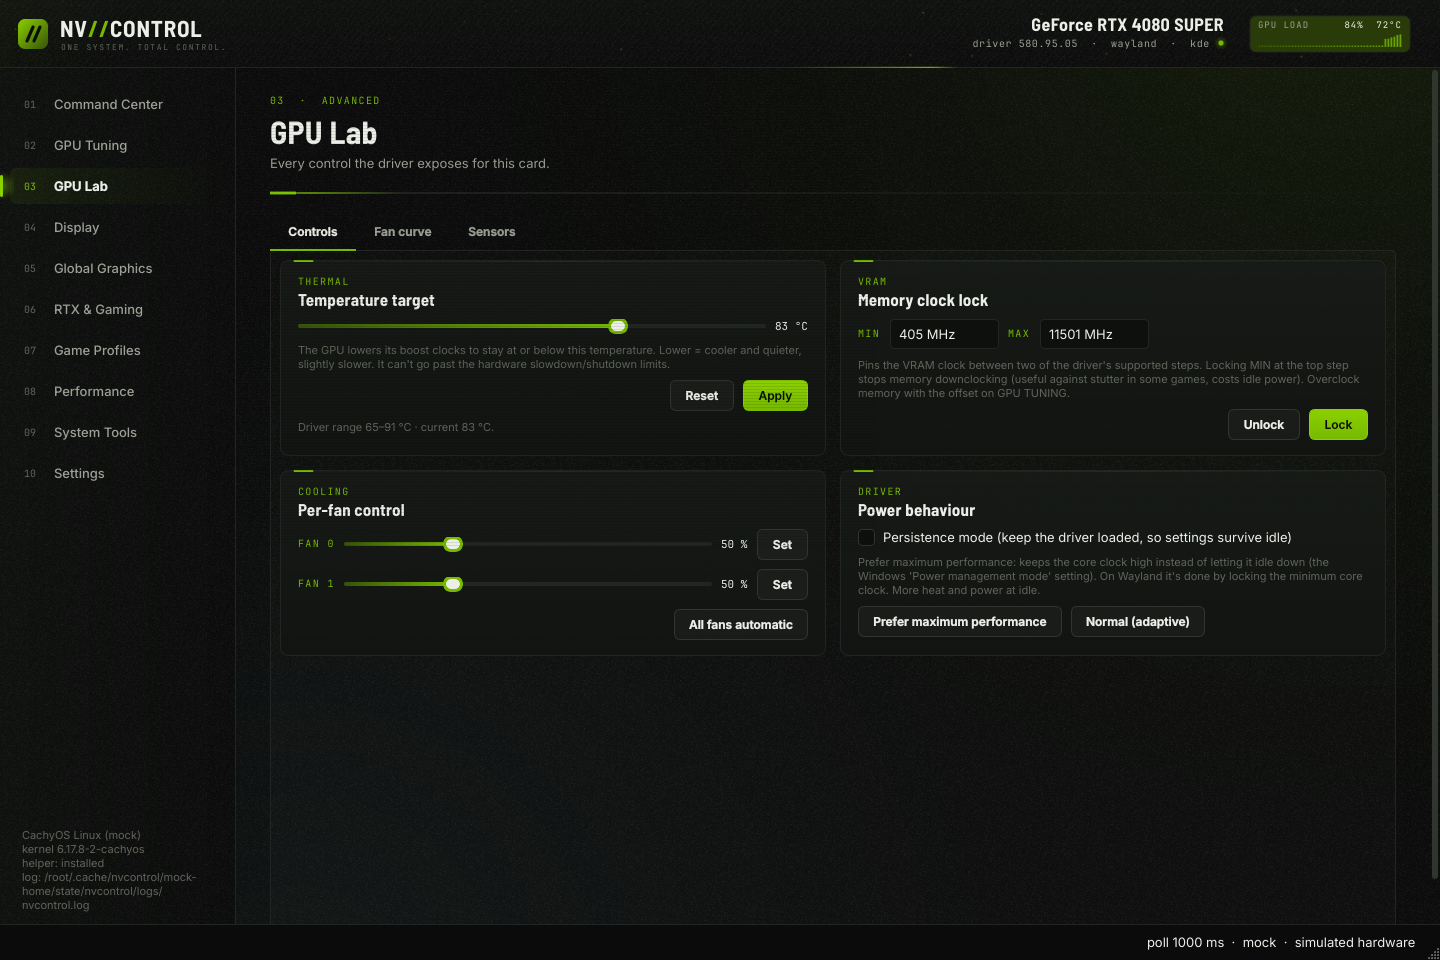 NV//CONTROL
ONE SYSTEM. TOTAL CONTROL.
GeForce RTX 4080 SUPER
driver 580.95.05 · wayland · kde
GPU LOAD 84% 72°C
01 Command Center
02 GPU Tuning
03 GPU Lab
04 Display
05 Global Graphics
06 RTX & Gaming
07 Game Profiles
08 Performance
09 System Tools
10 Settings
CachyOS Linux (mock)
kernel 6.17.8-2-cachyos
helper: installed
log: /root/.cache/nvcontrol/mock-
home/state/nvcontrol/logs/
nvcontrol.log
03 · ADVANCED
GPU Lab
Every control the driver exposes for this card.
Controls Fan curve Sensors
THERMAL
Temperature target
83 °C
The GPU lowers its boost clocks to stay at or below this temperature. Lower = cooler and quieter,
slightly slower. It can't go past the hardware slowdown/shutdown limits.
Reset Apply
Driver range 65–91 °C · current 83 °C.
VRAM
Memory clock lock
MIN 405 MHz MAX 11501 MHz
Pins the VRAM clock between two of the driver's supported steps. Locking MIN at the top step
stops memory downclocking (useful against stutter in some games, costs idle power). Overclock
memory with the offset on GPU TUNING.
Unlock Lock
COOLING
Per-fan control
FAN 0 50 % Set
FAN 1 50 % Set
All fans automatic
DRIVER
Power behaviour
Persistence mode (keep the driver loaded, so settings survive idle)
Prefer maximum performance: keeps the core clock high instead of letting it idle down (the
Windows 'Power management mode' setting). On Wayland it's done by locking the minimum core
clock. More heat and power at idle.
Prefer maximum performance Normal (adaptive)
poll 1000 ms · mock · simulated hardware